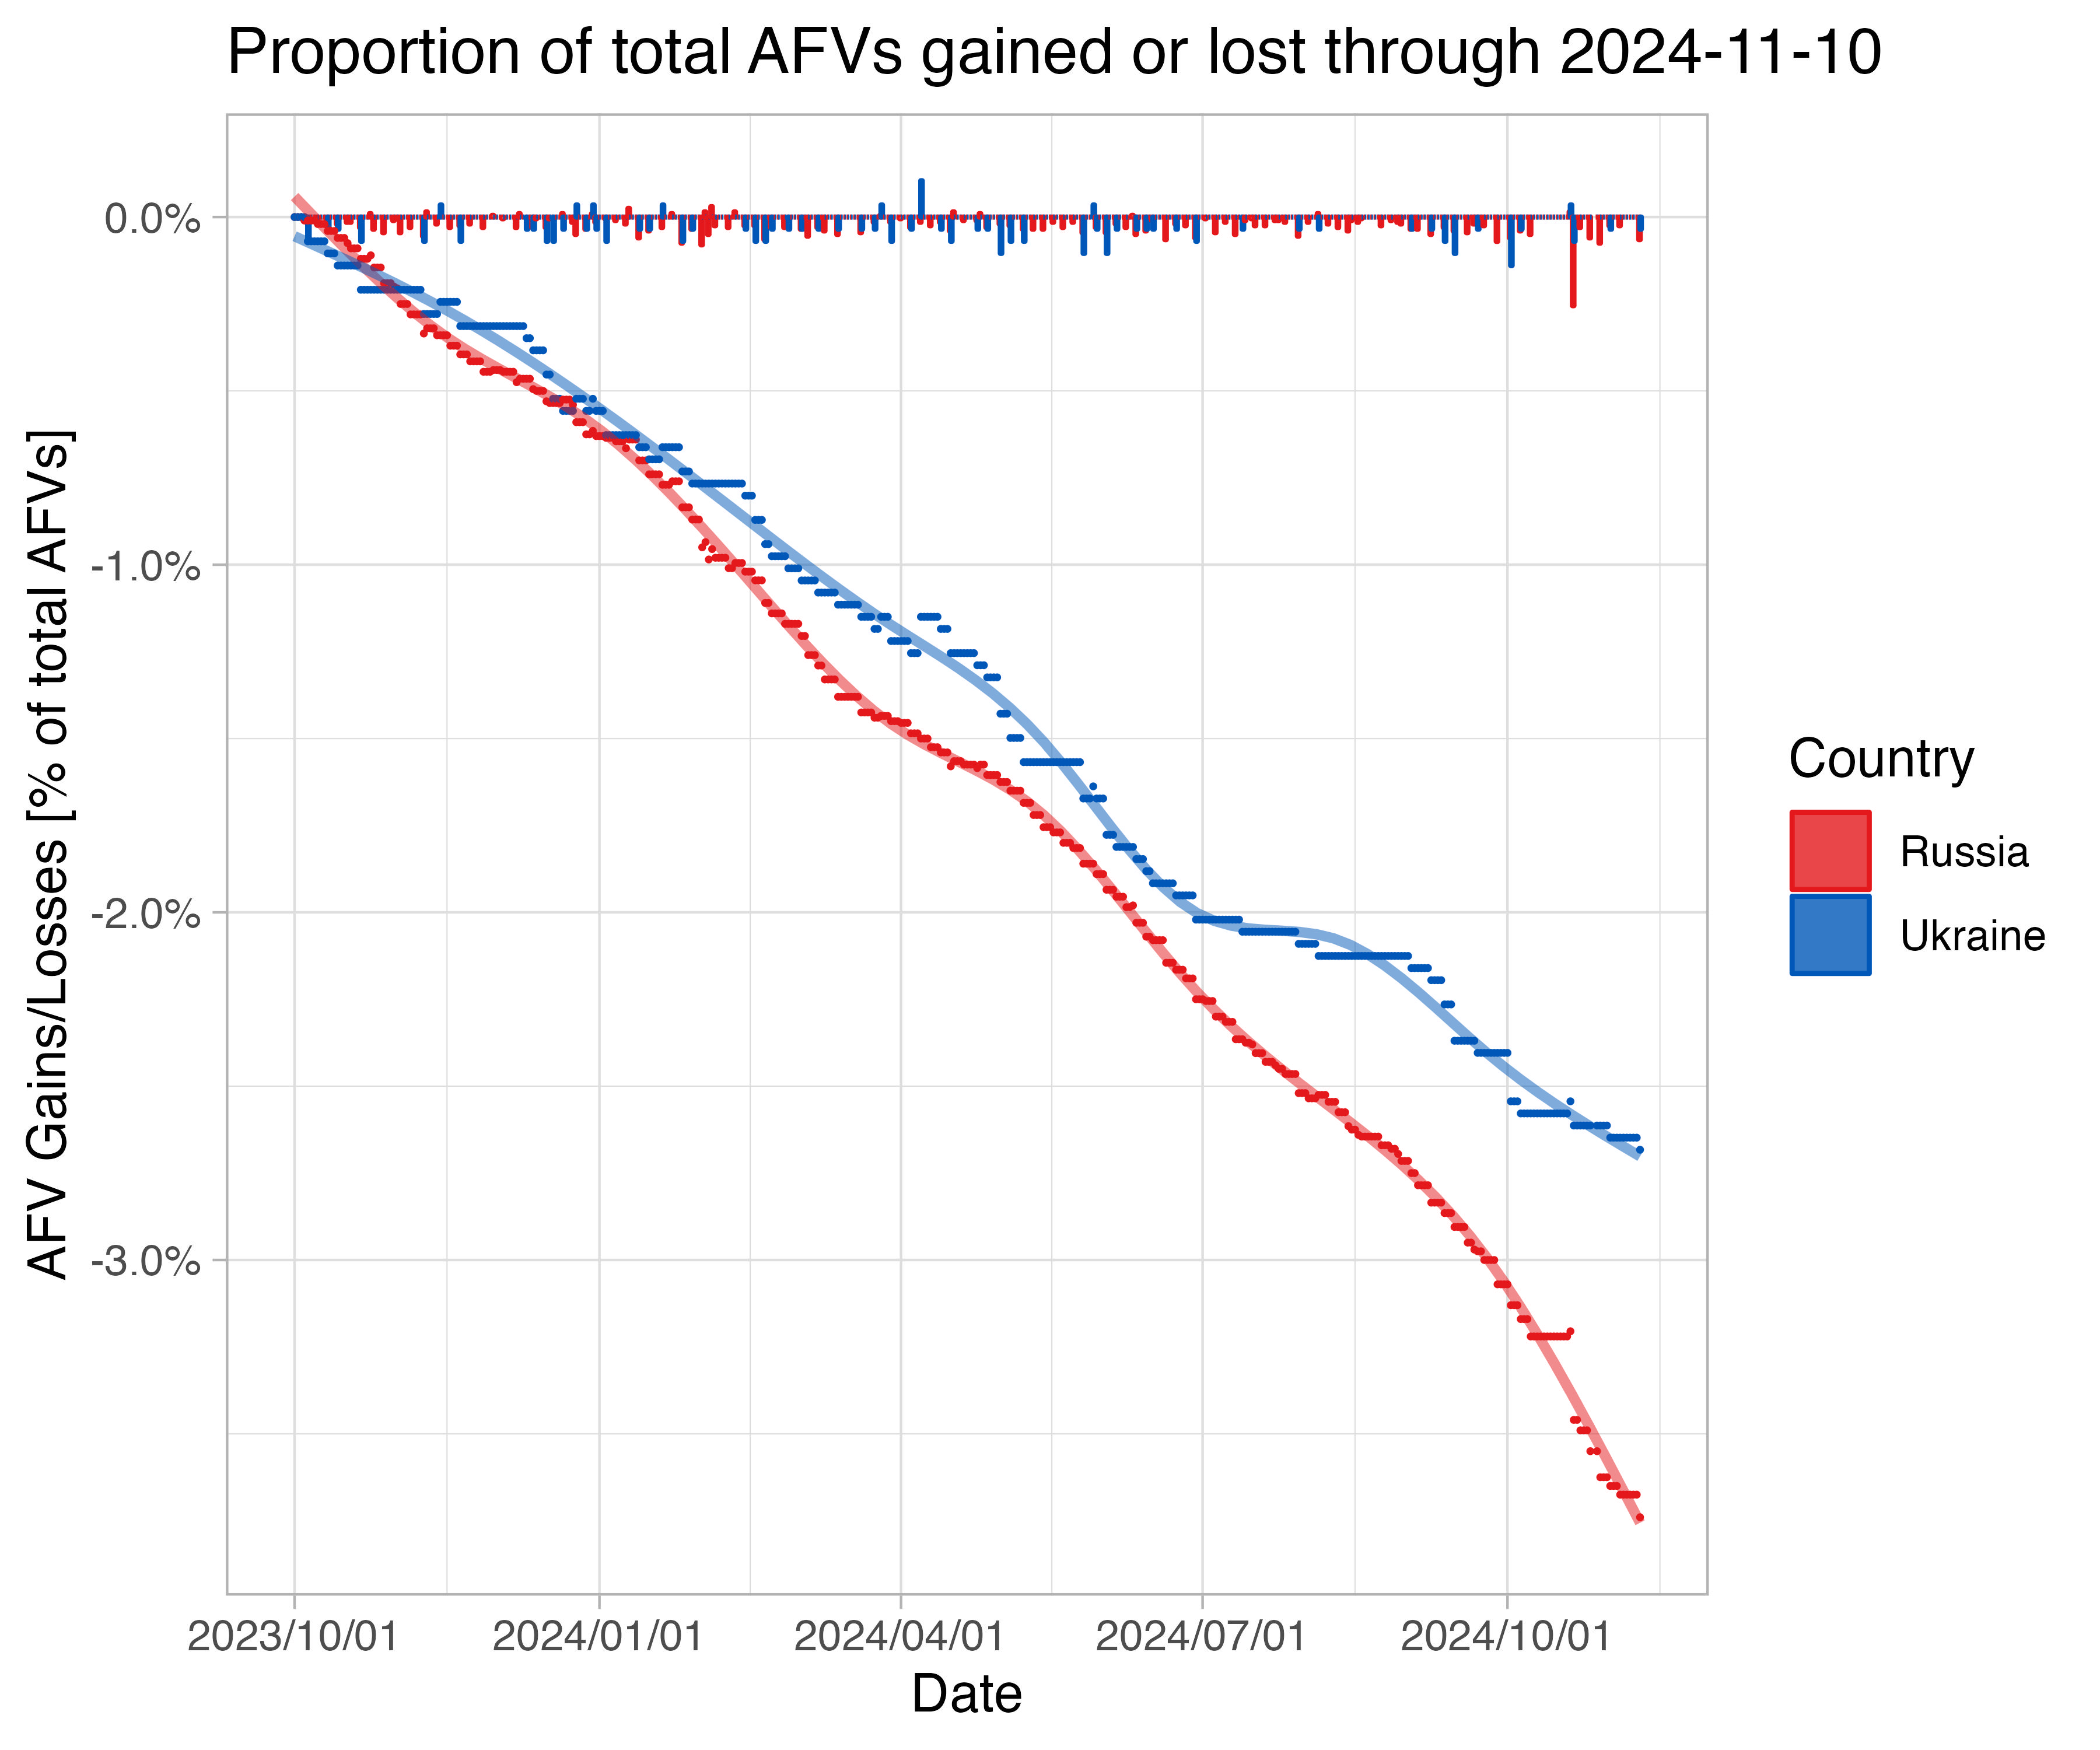 Proportion of total AFVs gained or lost through 2024-11-10
AFV Gains/Losses [% of total AFVs]
0.0%
-1.0%
-2.0%
-3.0%
2023/10/01
2024/01/01
2024/04/01
2024/07/01
2024/10/01
Date
Country
Russia
Ukraine